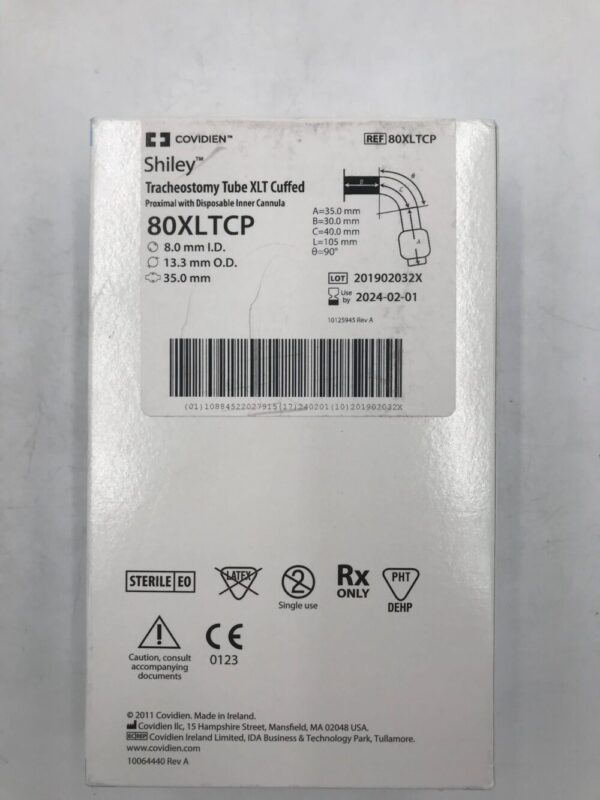 COVIDIEN™
REF 80XLTCP
Shiley™
Tracheostomy Tube XLT Cuffed
Proximal with Disposable Inner Cannula
80XLTCP
8.0 mm I.D.
13.3 mm O.D.
35.0 mm
B
C
B
A
A=35.0 mm
B=30.0 mm
C=40.0 mm
L=105 mm
θ=90°
LOT 201902032X
Use by 2024-02-01
10125945 Rev A
(01)10884522027915(17)240201(10)201902032X
STERILE EO
LATEX
2
Single use
Rx
ONLY
PHT
DEHP
Caution, consult
accompanying
documents
CE
0123
© 2011 Covidien. Made in Ireland.
Covidien llc, 15 Hampshire Street, Mansfield, MA 02048 USA.
EC REP Covidien Ireland Limited, IDA Business & Technology Park, Tullamore.
www.covidien.com
10064440 Rev A